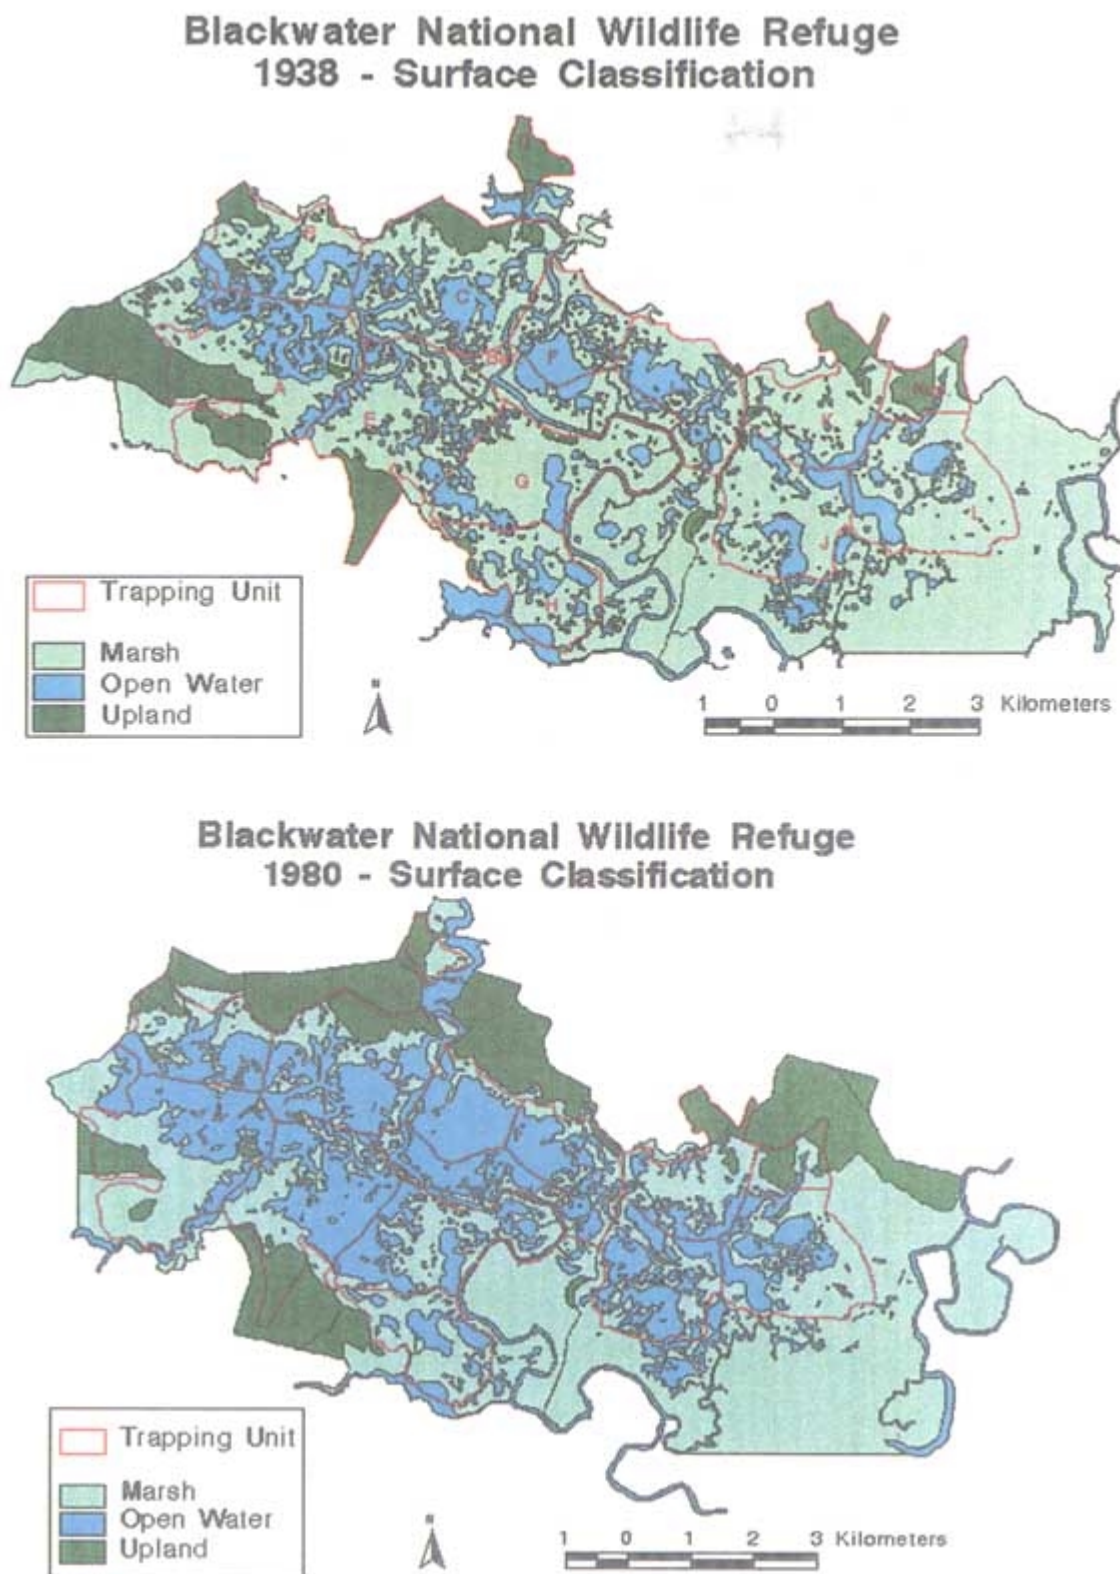 Blackwater National Wildlife Refuge
1938 - Surface Classification
C
F
A
E
K
G
I
J
H
Trapping Unit
Marsh
Open Water
Upland
N
1 0 1 2 3 Kilometers
Blackwater National Wildlife Refuge
1980 - Surface Classification
Trapping Unit
Marsh
Open Water
Upland
1 0 1 2 3 Kilometers